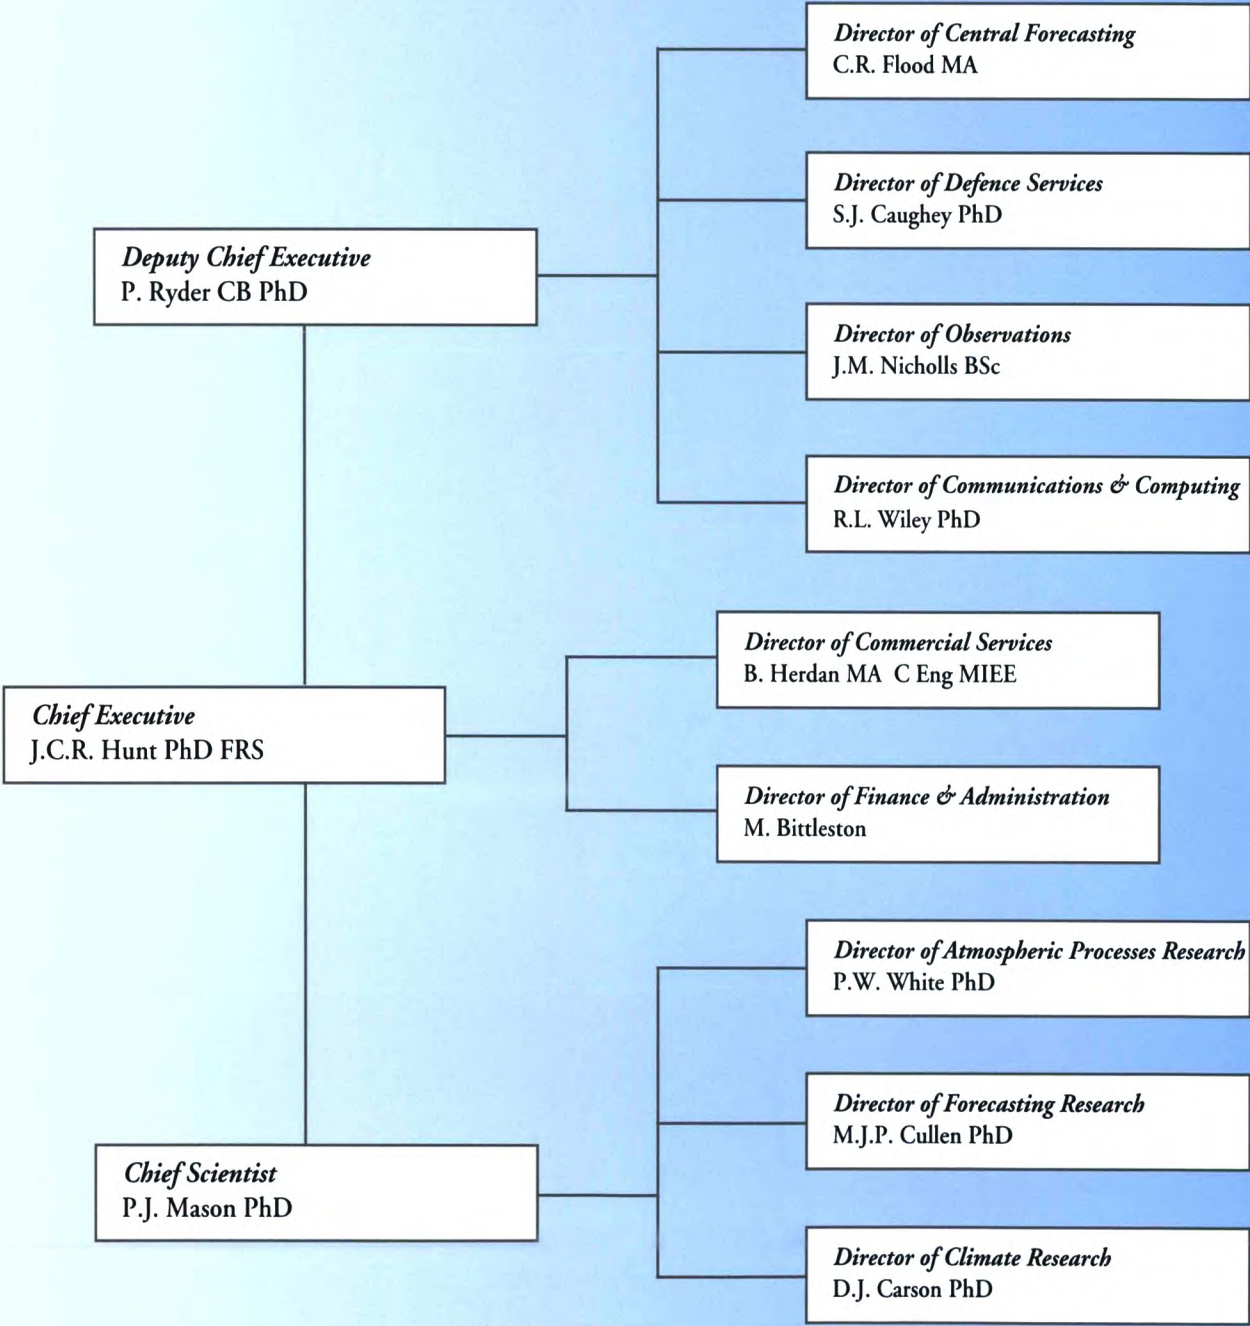 Director of Central Forecasting
C.R. Flood MA
Director of Defence Services
S.J. Caughey PhD
Deputy Chief Executive
P. Ryder CB PhD
Director of Observations
J.M. Nicholls BSc
Director of Communications & Computing
R.L. Wiley PhD
Director of Commercial Services
B. Herdan MA C Eng MIEE
Chief Executive
J.C.R. Hunt PhD FRS
Director of Finance & Administration
M. Bittleston
Director of Atmospheric Processes Research
P.W. White PhD
Director of Forecasting Research
M.J.P. Cullen PhD
Chief Scientist
P.J. Mason PhD
Director of Climate Research
D.J. Carson PhD